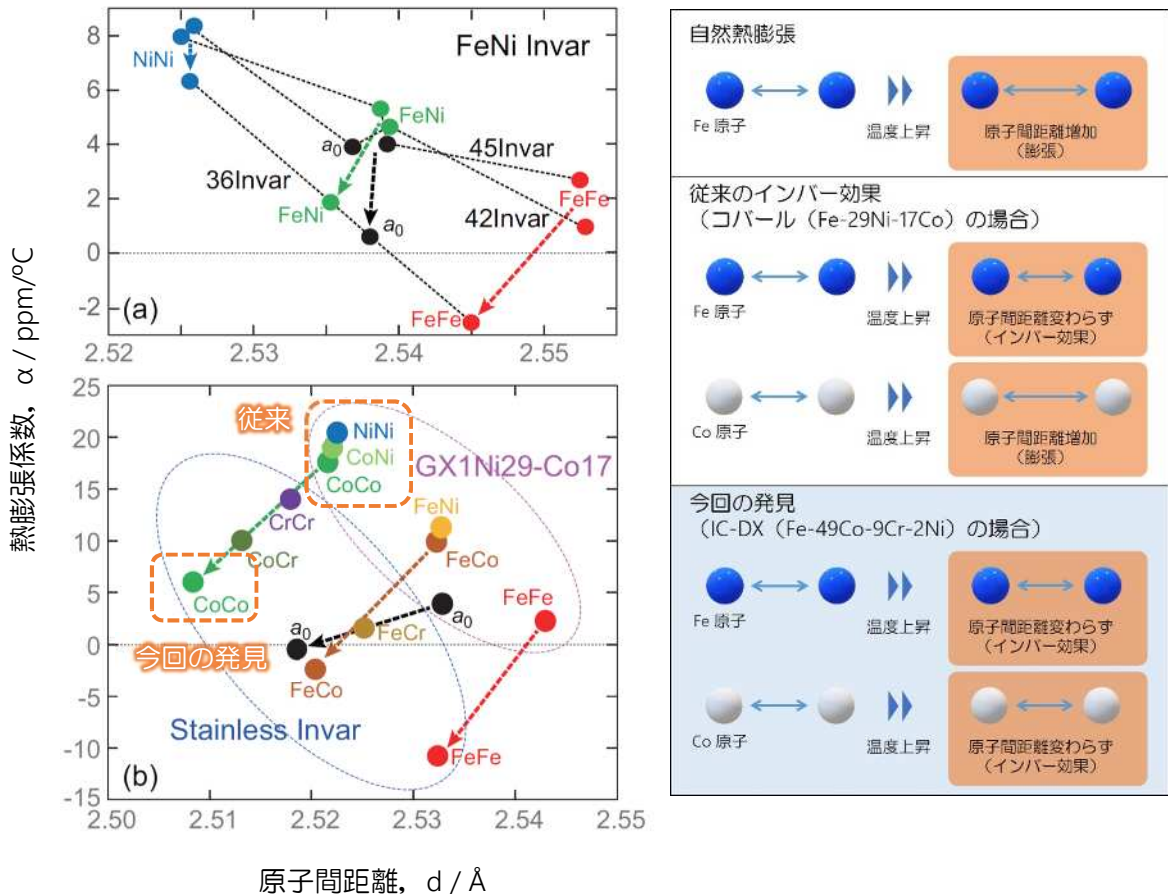 熱膨張係数，α / ppm/ºC
8
6
4
2
0
-2
FeNi Invar
NiNi
FeNi
a0
45Invar
36Invar
FeFe
FeNi
42Invar
a0
FeFe
(a)
2.52
2.53
2.54
2.55
25
20
15
10
5
0
-5
-10
-15
従来
NiNi
CoNi
GX1Ni29-Co17
CoCo
CrCr
FeNi
CoCr
FeCo
CoCo
FeFe
a0
a0
FeCr
今回の発見
FeCo
Stainless Invar
FeFe
(b)
2.50
2.51
2.52
2.53
2.54
2.55
原子間距離，d / Å
自然熱膨張
Fe 原子
温度上昇
原子間距離増加
（膨張）
従来のインバー効果
（コバール（Fe-29Ni-17Co）の場合）
Fe 原子
温度上昇
原子間距離変わらず
（インバー効果）
Co 原子
温度上昇
原子間距離増加
（膨張）
今回の発見
（IC-DX（Fe-49Co-9Cr-2Ni）の場合）
Fe 原子
温度上昇
原子間距離変わらず
（インバー効果）
Co 原子
温度上昇
原子間距離変わらず
（インバー効果）